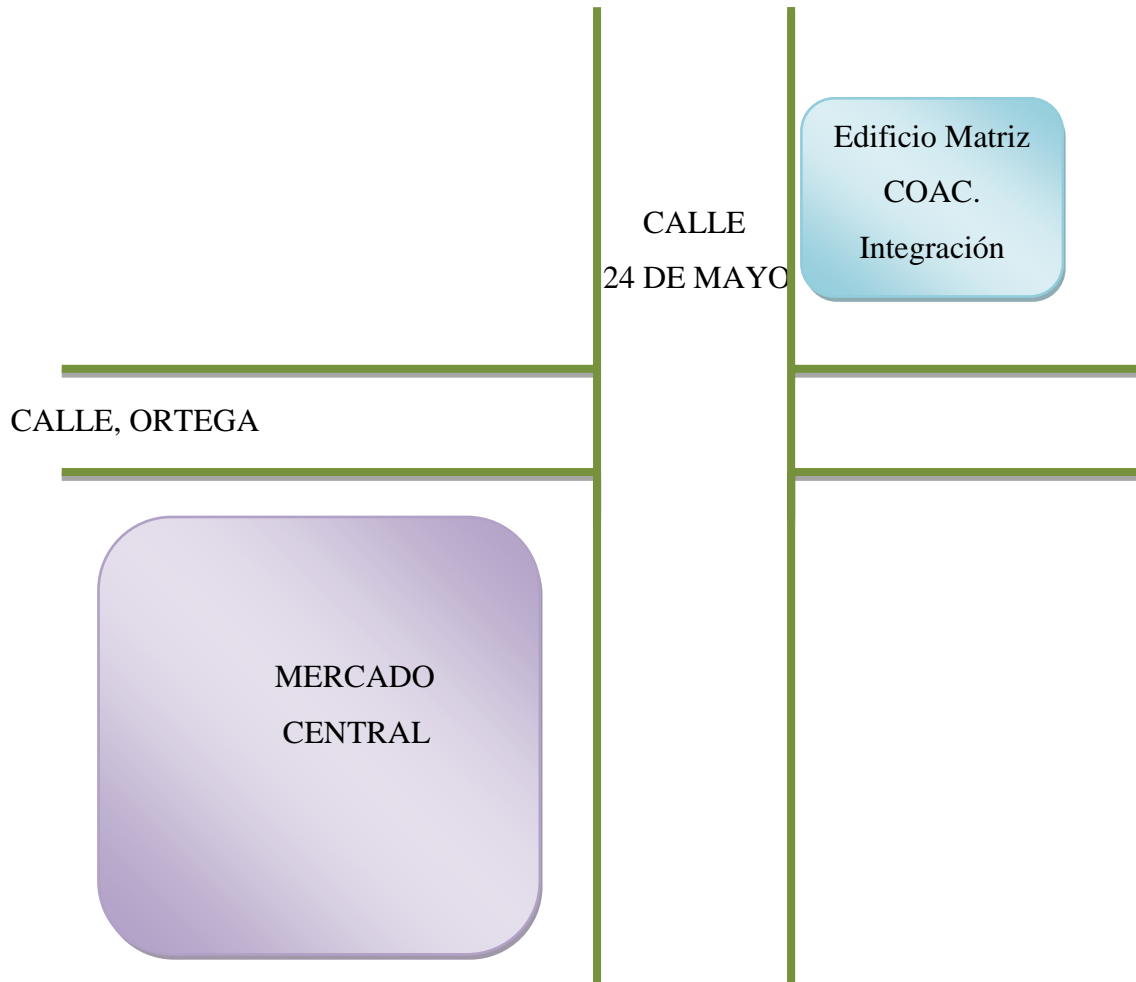 Edificio Matriz
COAC.
Integración
CALLE
24 DE MAYO
CALLE, ORTEGA
MERCADO
CENTRAL